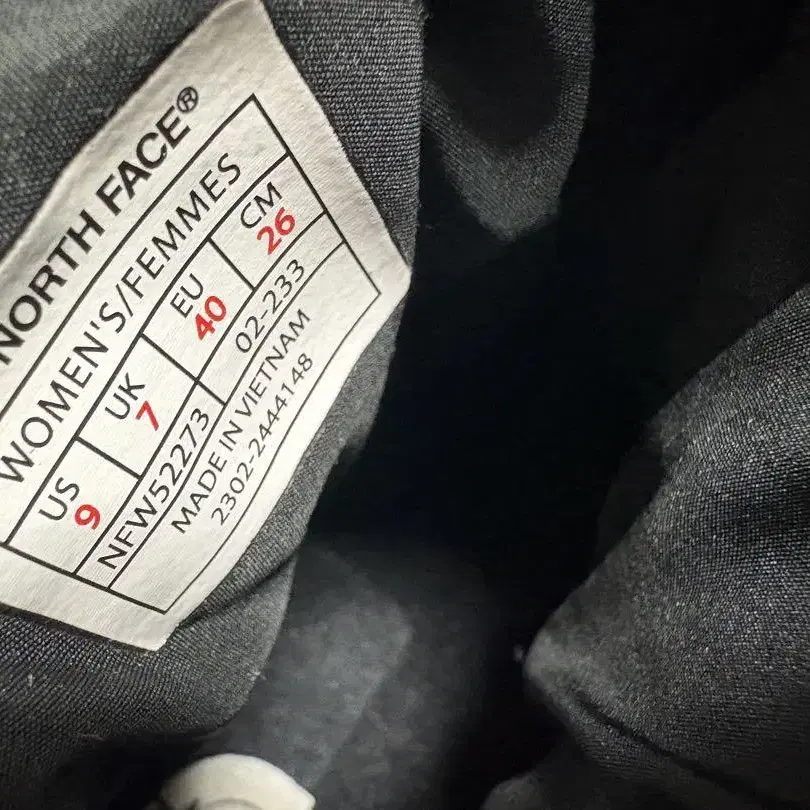 NORTH FACE®
WOMEN'S/FEMMES
US UK EU CM
9 7 40 26
NFW52273 02-233
MADE IN VIETNAM
2302-2444148